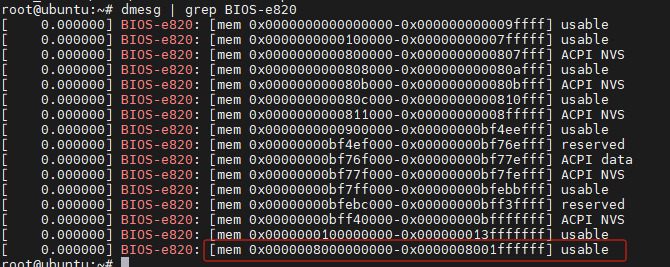 root@ubuntu:~# dmesg | grep BIOS-e820
[    0.000000] BIOS-e820: [mem 0x0000000000000000-0x000000000009ffff] usable
[    0.000000] BIOS-e820: [mem 0x0000000000100000-0x00000000007fffff] usable
[    0.000000] BIOS-e820: [mem 0x0000000000800000-0x0000000000807fff] ACPI NVS
[    0.000000] BIOS-e820: [mem 0x0000000000808000-0x000000000080afff] usable
[    0.000000] BIOS-e820: [mem 0x000000000080b000-0x000000000080bfff] ACPI NVS
[    0.000000] BIOS-e820: [mem 0x000000000080c000-0x0000000000810fff] usable
[    0.000000] BIOS-e820: [mem 0x0000000000811000-0x00000000008fffff] ACPI NVS
[    0.000000] BIOS-e820: [mem 0x0000000000900000-0x00000000bf4eefff] usable
[    0.000000] BIOS-e820: [mem 0x00000000bf4ef000-0x00000000bf76efff] reserved
[    0.000000] BIOS-e820: [mem 0x00000000bf76f000-0x00000000bf77efff] ACPI data
[    0.000000] BIOS-e820: [mem 0x00000000bf77f000-0x00000000bf7fefff] ACPI NVS
[    0.000000] BIOS-e820: [mem 0x00000000bf7ff000-0x00000000bfebbfff] usable
[    0.000000] BIOS-e820: [mem 0x00000000bfebc000-0x00000000bff3ffff] reserved
[    0.000000] BIOS-e820: [mem 0x00000000bff40000-0x00000000bfffffff] ACPI NVS
[    0.000000] BIOS-e820: [mem 0x0000000100000000-0x000000013fffffff] usable
[    0.000000] BIOS-e820: [mem 0x0000008000000000-0x0000008001ffffff] usable
root@ubuntu:~#